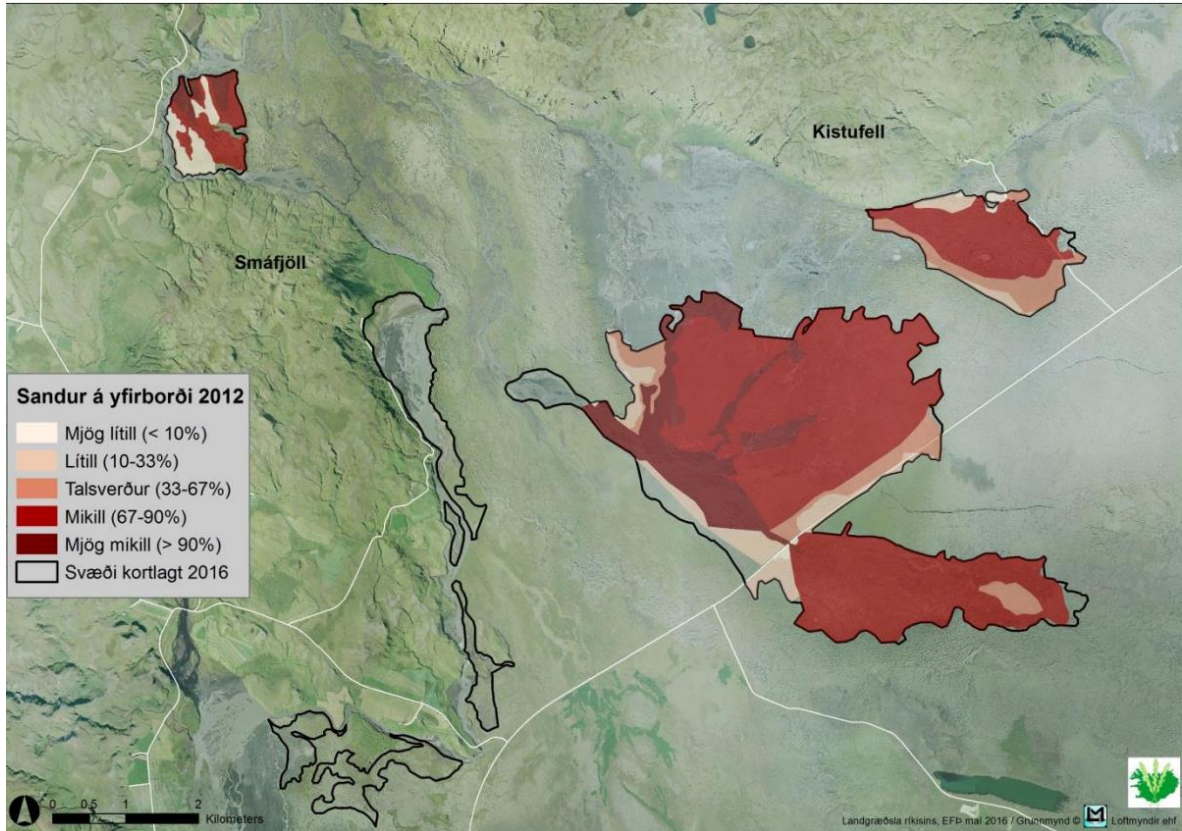 Kistufell
Smáfjöll
Sandur á yfirborði 2012
Mjög lítill (< 10%)
Lítill (10-33%)
Talsverður (33-67%)
Mikill (67-90%)
Mjög mikill (> 90%)
Svæði kortlagt 2016
0 0,5 1 2
Kilometers
Landgræðsla ríkisins, EFÞ maí 2016 / Grunnmynd © Loftmyndir ehf